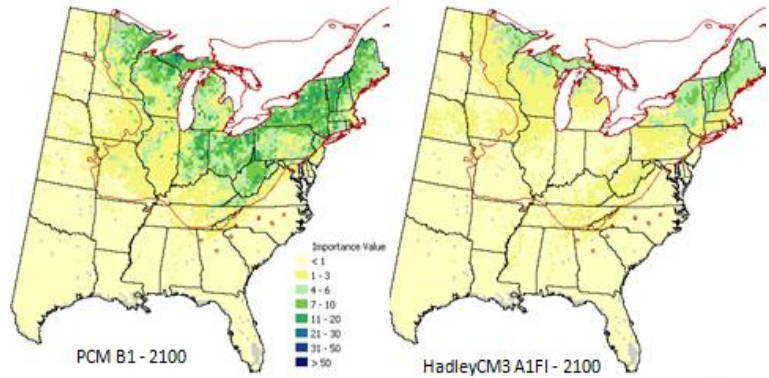 Importance Value
< 1
1 - 3
4 - 6
7 - 10
11 - 20
21 - 30
31 - 50
> 50
PCM B1 - 2100
HadleyCM3 A1FI - 2100